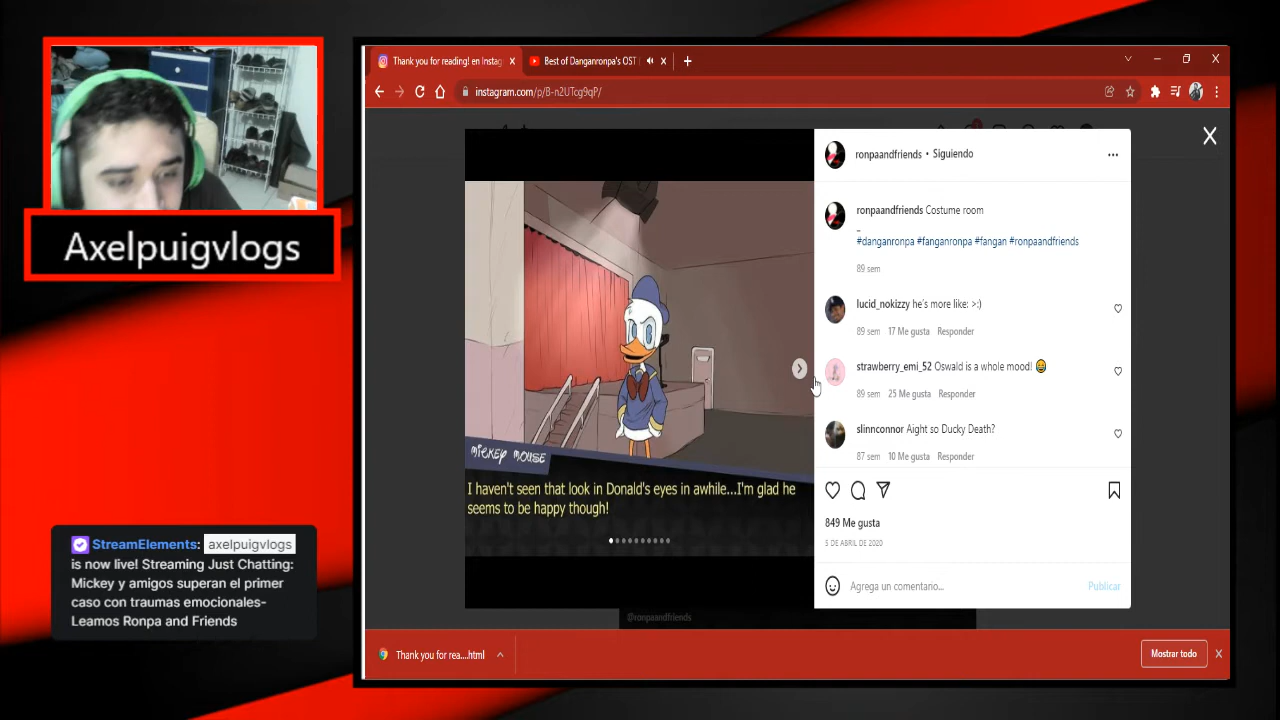 Axelpuigvlogs
StreamElements: axelpuigvlogs
is now live! Streaming Just Chatting:
Mickey y amigos superan el primer
caso con traumas emocionales-
Leamos Ronpa and Friends
Thank you for reading! en Instag
Best of Danganronpa's OST
instagram.com/p/B-n2UTcg9qP/
mickey mouse
I haven't seen that look in Donald's eyes in awhile...I'm glad he
seems to be happy though!
ronpaandfriends • Siguiendo
ronpaandfriends Costume room
_
#danganronpa #fanganronpa #fangan #ronpaandfriends
89 sem
lucid_nokizzy he's more like: >:)
89 sem 17 Me gusta Responder
strawberry_emi_52 Oswald is a whole mood! 😅
89 sem 25 Me gusta Responder
slinnconnor Aight so Ducky Death?
87 sem 10 Me gusta Responder
849 Me gusta
5 DE ABRIL DE 2020
Agrega un comentario... Publicar
@ronpaandfriends
Thank you for rea....html
Mostrar todo